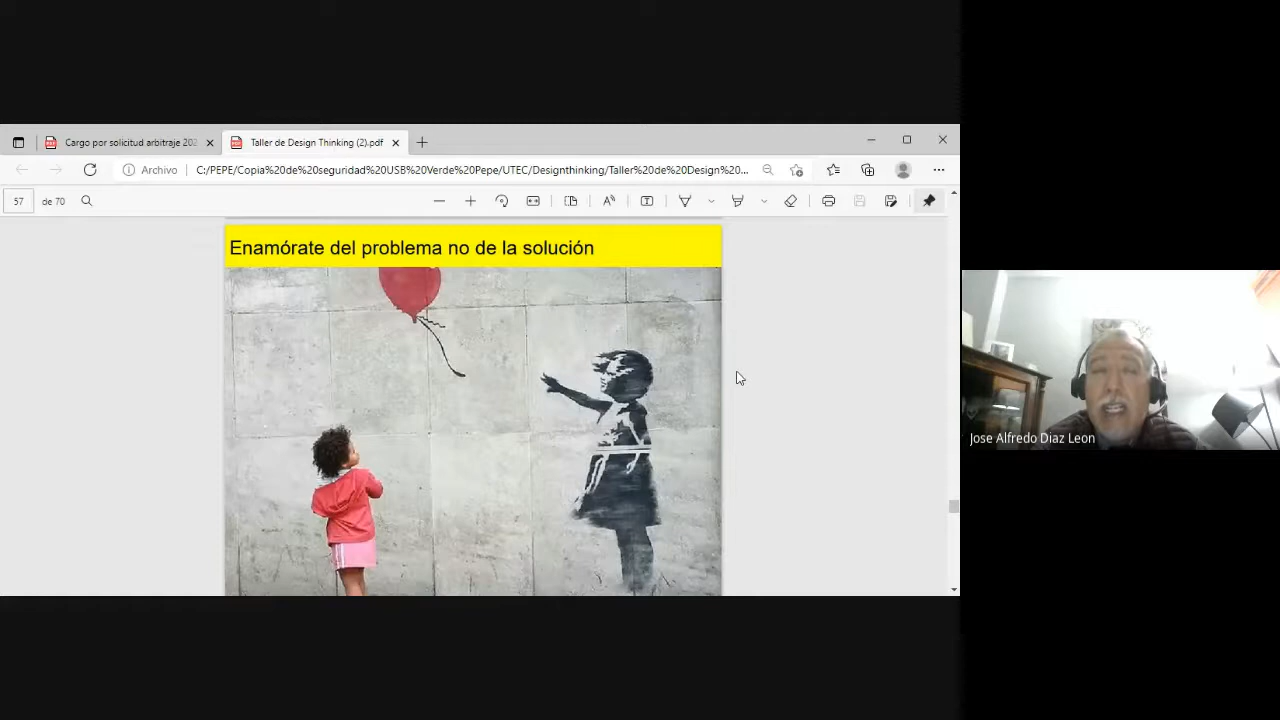 Cargo por solicitud arbitraje 202
Taller de Design Thinking (2).pdf
Archivo
C:/PEPE/Copia%20de%20seguridad%20USB%20Verde%20Pepe/UTEC/Designthinking/Taller%20de%20Design%20...
57 de 70
Enamórate del problema no de la solución
Jose Alfredo Diaz Leon